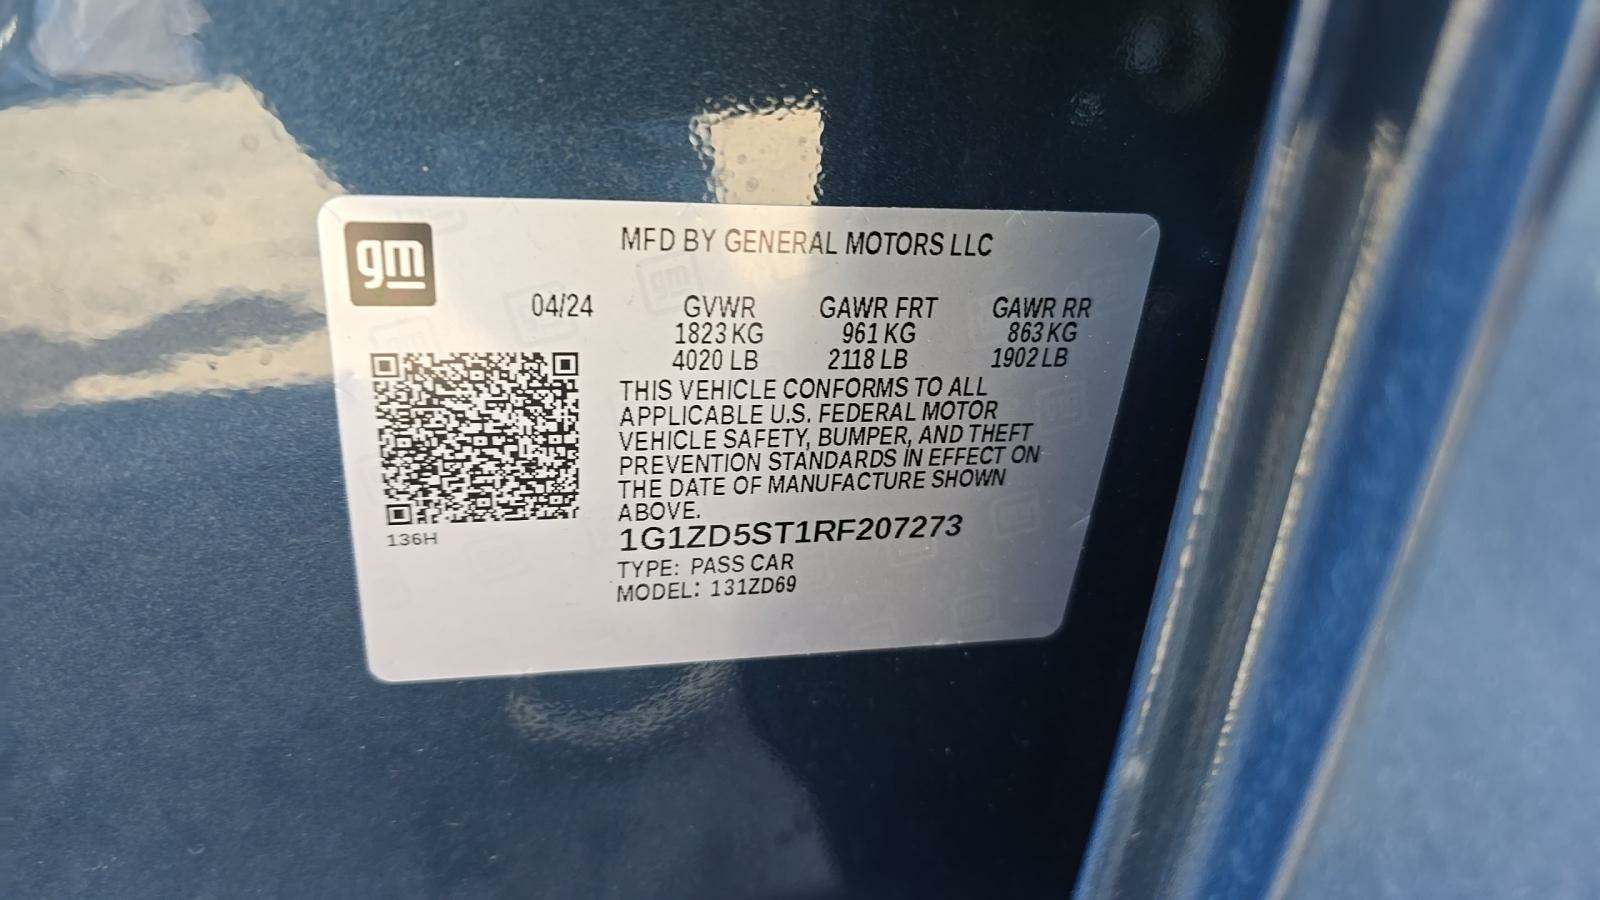 gm
MFD BY GENERAL MOTORS LLC
04/24 GVWR GAWR FRT GAWR RR
1823 KG 961 KG 863 KG
4020 LB 2118 LB 1902 LB
THIS VEHICLE CONFORMS TO ALL
APPLICABLE U.S. FEDERAL MOTOR
VEHICLE SAFETY, BUMPER, AND THEFT
PREVENTION STANDARDS IN EFFECT ON
THE DATE OF MANUFACTURE SHOWN
ABOVE.
136H
1G1ZD5ST1RF207273
TYPE: PASS CAR
MODEL: 131ZD69